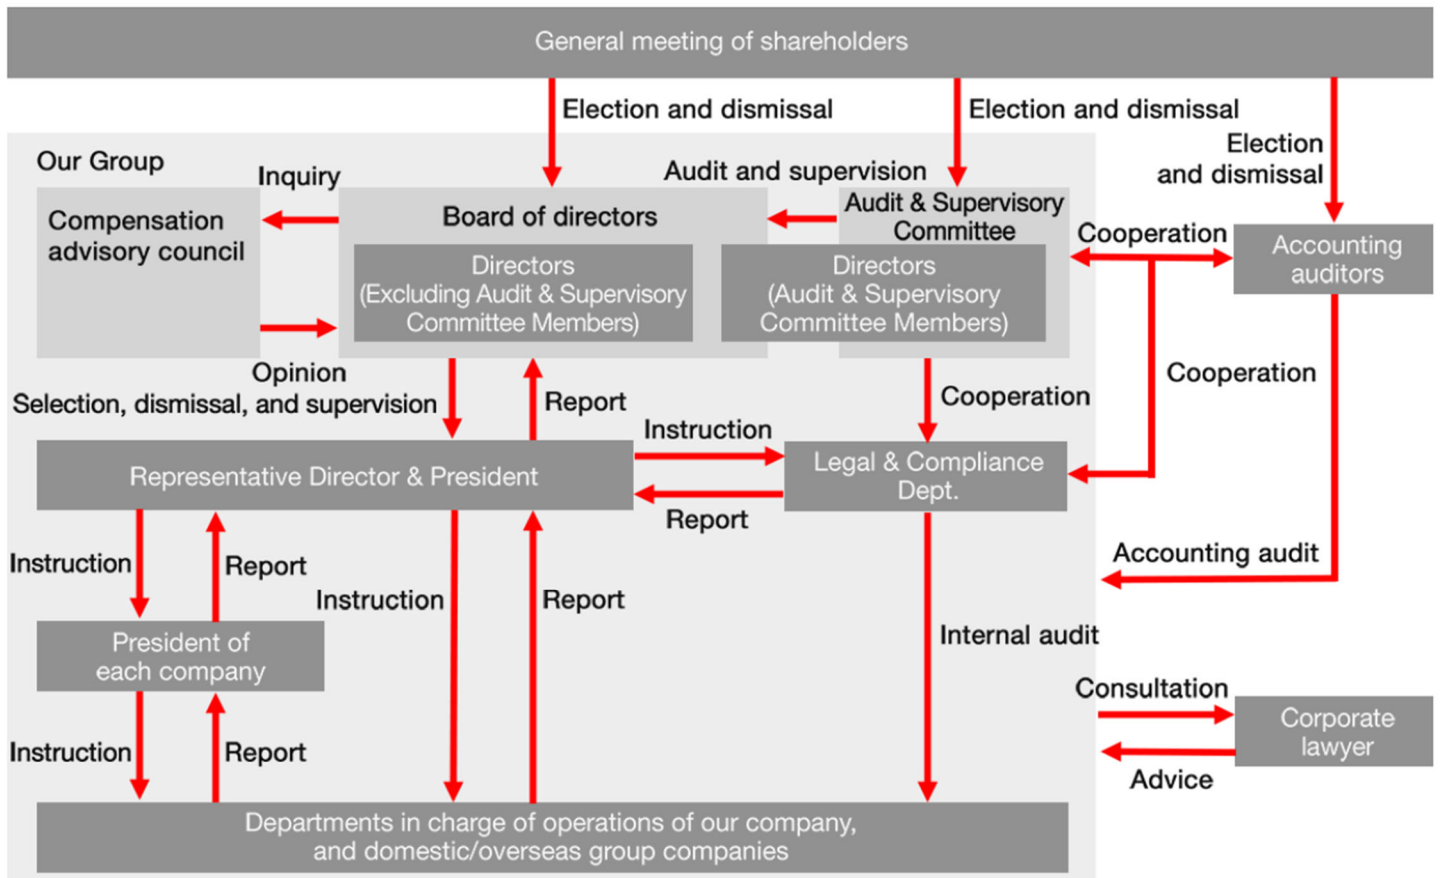 General meeting of shareholders
Election and dismissal
Election and dismissal
Election
and dismissal
Our Group
Inquiry
Audit and supervision
Compensation
advisory council
Board of directors
Audit & Supervisory
Committee
Cooperation
Accounting
auditors
Directors
(Excluding Audit & Supervisory
Committee Members)
Directors
(Audit & Supervisory
Committee Members)
Opinion
Selection, dismissal, and supervision
Report
Cooperation
Cooperation
Instruction
Representative Director & President
Legal & Compliance
Dept.
Report
Instruction
Report
Instruction
Report
Accounting audit
President of
each company
Internal audit
Consultation
Corporate
lawyer
Advice
Instruction
Report
Departments in charge of operations of our company,
and domestic/overseas group companies